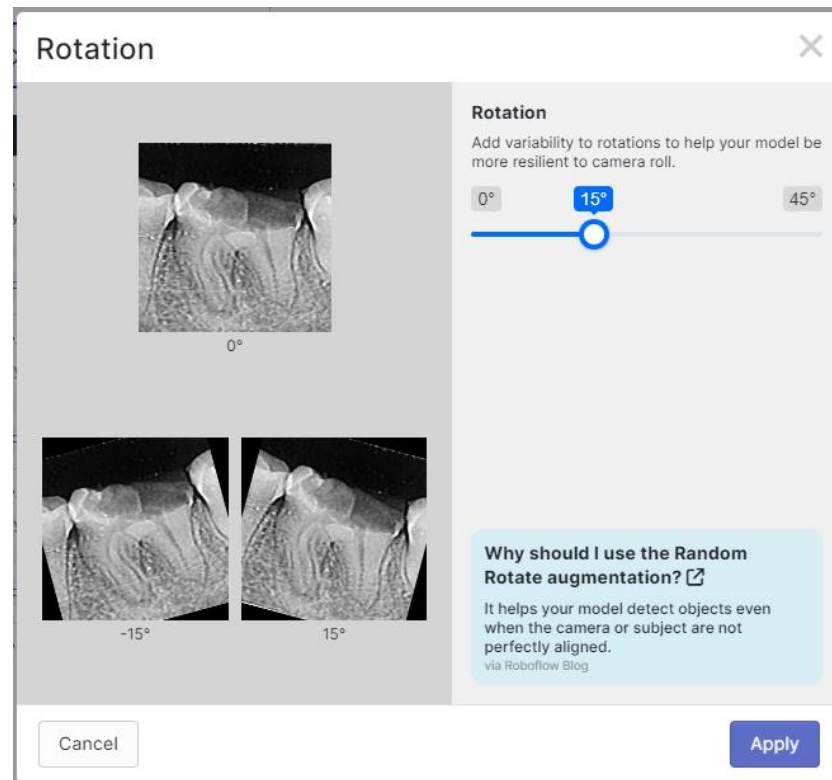 Rotation
0°
-15°
15°
Rotation
Add variability to rotations to help your model be
more resilient to camera roll.
0°
15°
45°
Why should I use the Random
Rotate augmentation?
It helps your model detect objects even
when the camera or subject are not
perfectly aligned.
via Roboflow Blog
Cancel
Apply